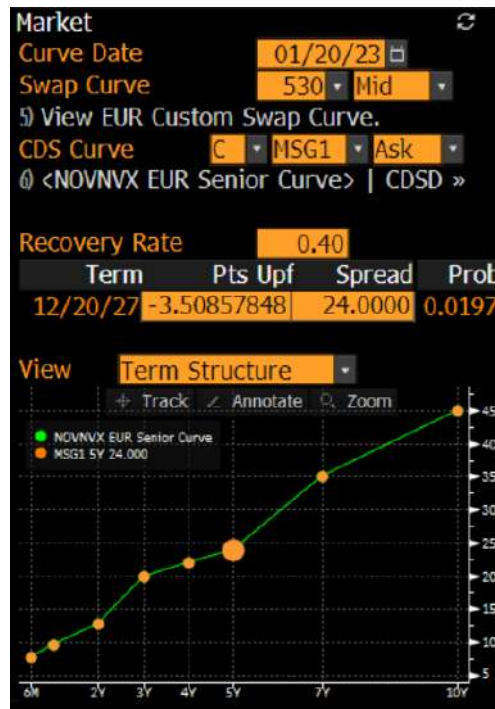 Market
Curve Date 01/20/23
Swap Curve 530 Mid
5) View EUR Custom Swap Curve.
CDS Curve C MSG1 Ask
6) <NOVNVX EUR Senior Curve> | CDSD »
Recovery Rate 0.40
Term Pts Upf Spread Prob
12/20/27 -3.50857848 24.0000 0.0197
View Term Structure
Track Annotate Zoom
NOVNVX EUR Senior Curve
MSG1 5Y 24.000
45
40
35
30
25
20
15
10
5
6M 2Y 3Y 4Y 5Y 7Y 10Y